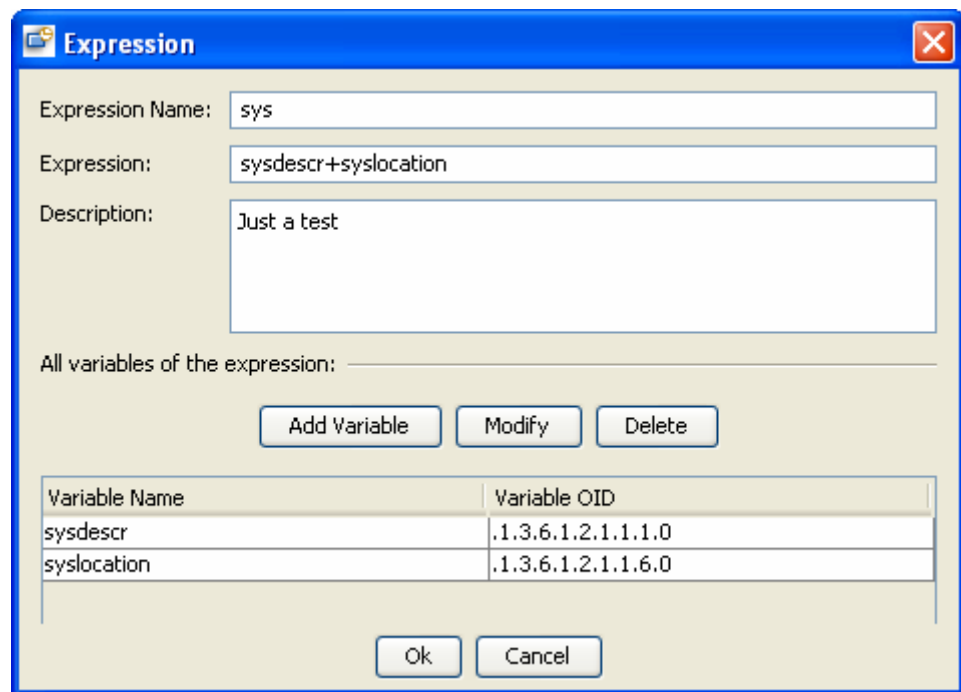 Expression
Expression Name: sys
Expression: sysdescr+syslocation
Description: Just a test
All variables of the expression:
Add Variable Modify Delete
Variable Name Variable OID
sysdescr .1.3.6.1.2.1.1.1.0
syslocation .1.3.6.1.2.1.1.6.0
Ok Cancel